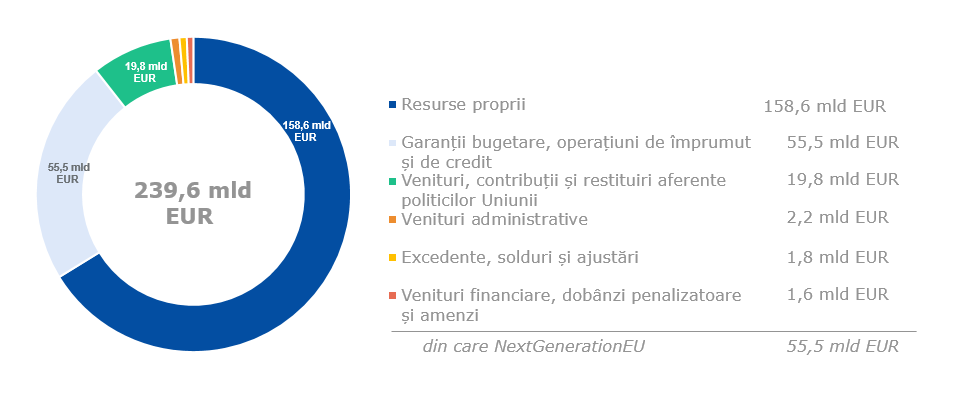 19,8 mld
EUR
158,6 mld
EUR
55,5 mld
EUR
239,6 mld
EUR
Resurse proprii 158,6 mld EUR
Garanții bugetare, operațiuni de împrumut 55,5 mld EUR
și de credit
Venituri, contribuții și restituiri aferente 19,8 mld EUR
politicilor Uniunii
Venituri administrative 2,2 mld EUR
Excedente, solduri și ajustări 1,8 mld EUR
Venituri financiare, dobânzi penalizatoare 1,6 mld EUR
și amenzi
din care NextGenerationEU 55,5 mld EUR